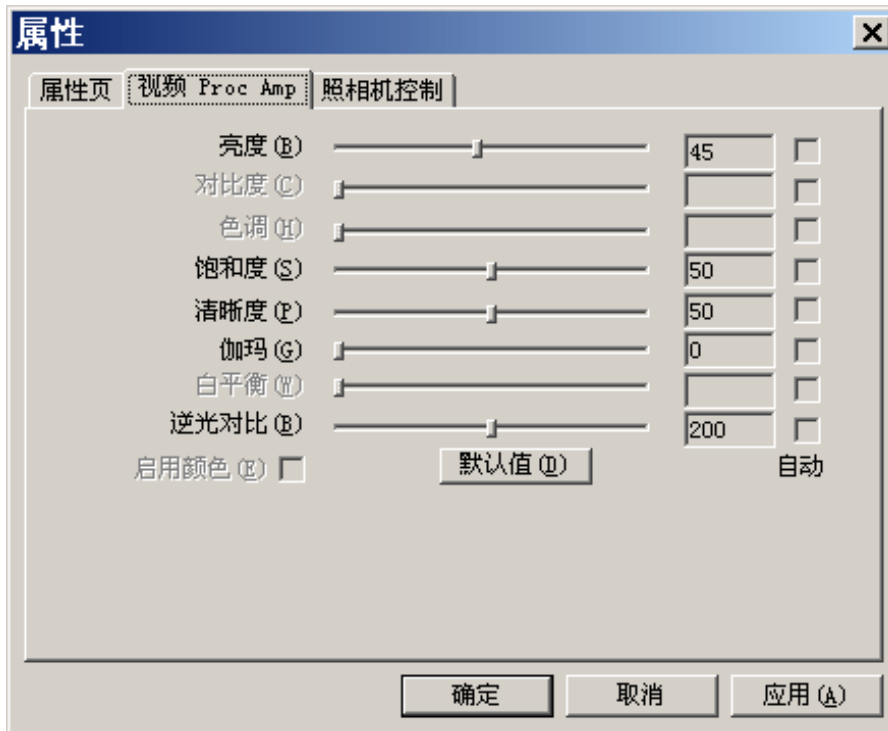 属性
属性页 视频 Proc Amp 照相机控制
亮度(B) 45
对比度(C)
色调(H)
饱和度(S) 50
清晰度(P) 50
伽玛(G) 0
白平衡(W)
逆光对比(B) 200
启用颜色(E) 默认值(D) 自动
确定 取消 应用(A)